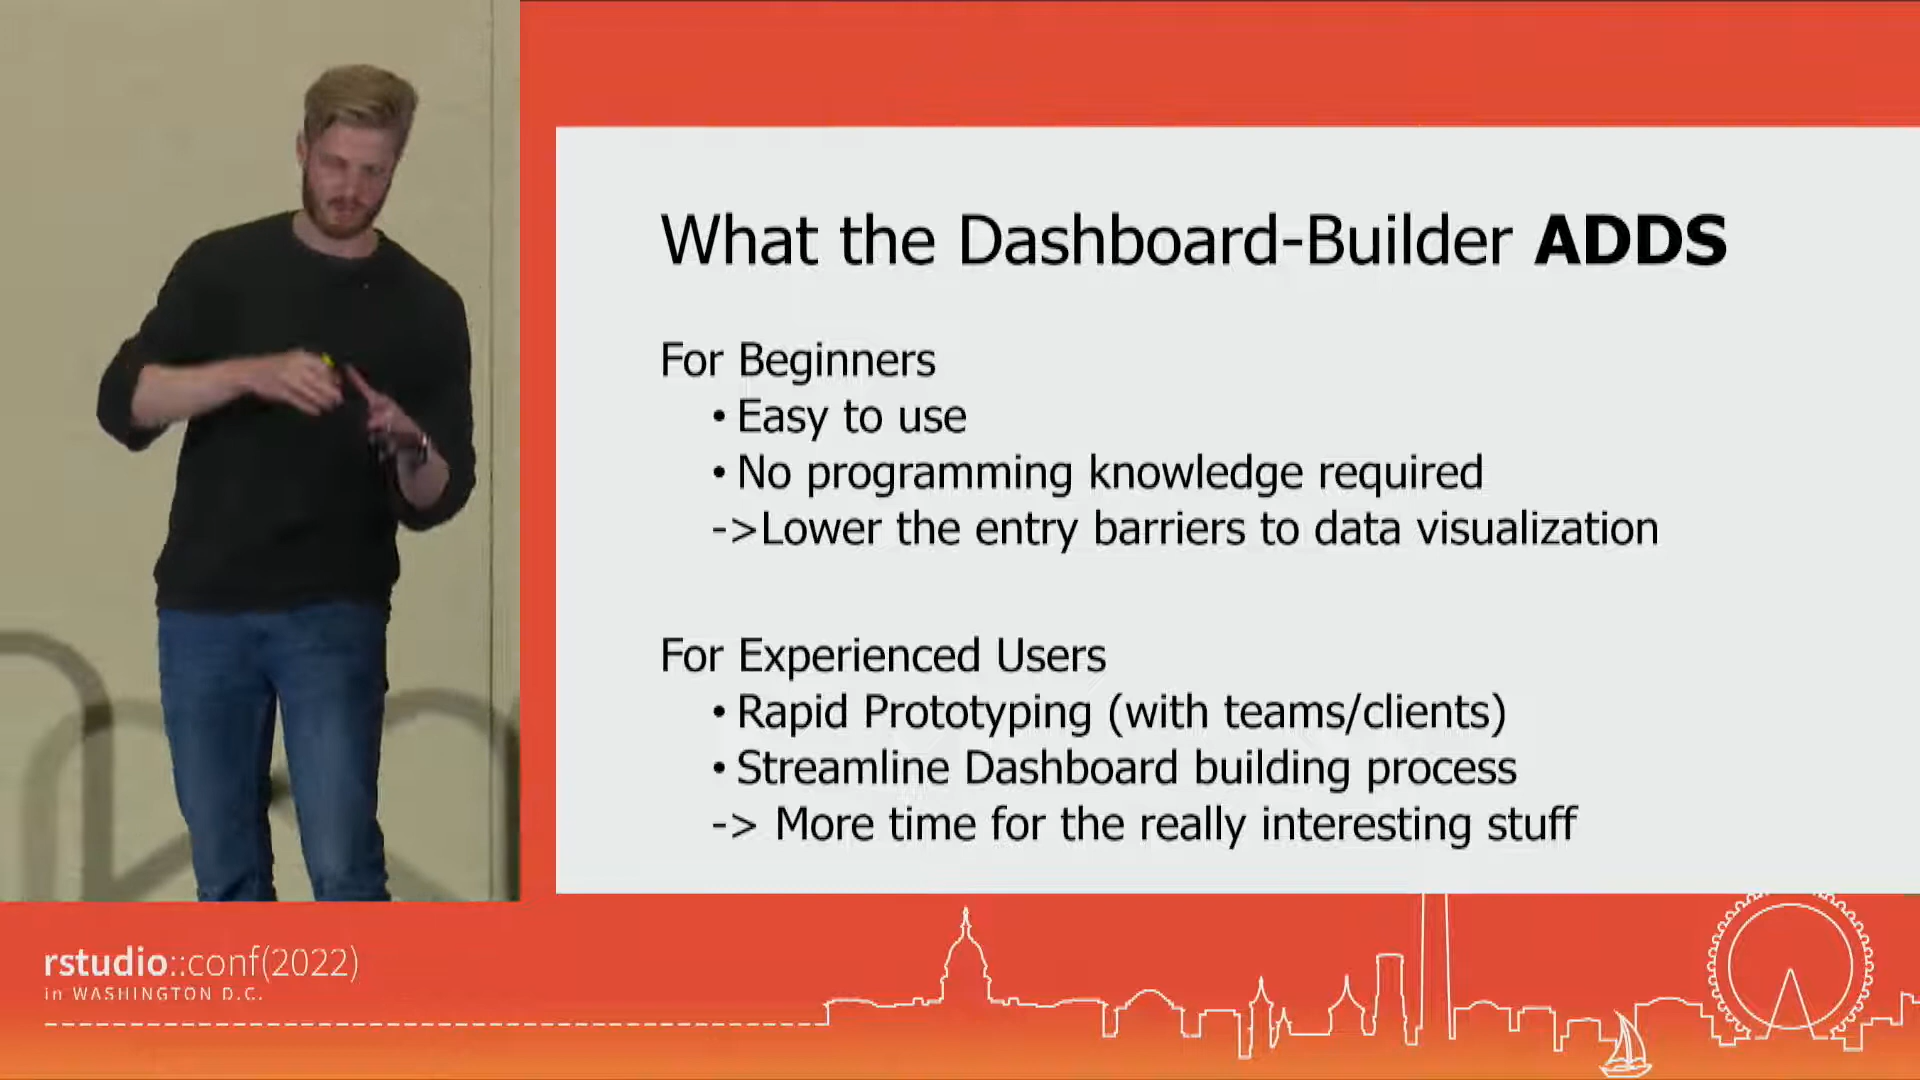 What the Dashboard-Builder ADDS
For Beginners
• Easy to use
• No programming knowledge required
->Lower the entry barriers to data visualization
For Experienced Users
• Rapid Prototyping (with teams/clients)
• Streamline Dashboard building process
-> More time for the really interesting stuff
rstudio::conf(2022)
in WASHINGTON D.C.